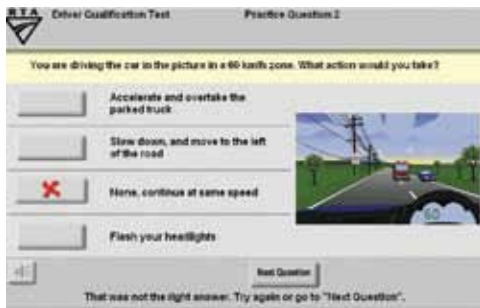 RTA
Driver Qualification Test
Practice Question 2
You are driving the car in the picture in a 60 km/h zone. What action would you take?
Accelerate and overtake the
parked truck
Slow down, and move to the left
of the road
None, continue at same speed
Flash your headlights
60
Next Question
That was not the right answer. Try again or go to "Next Question".